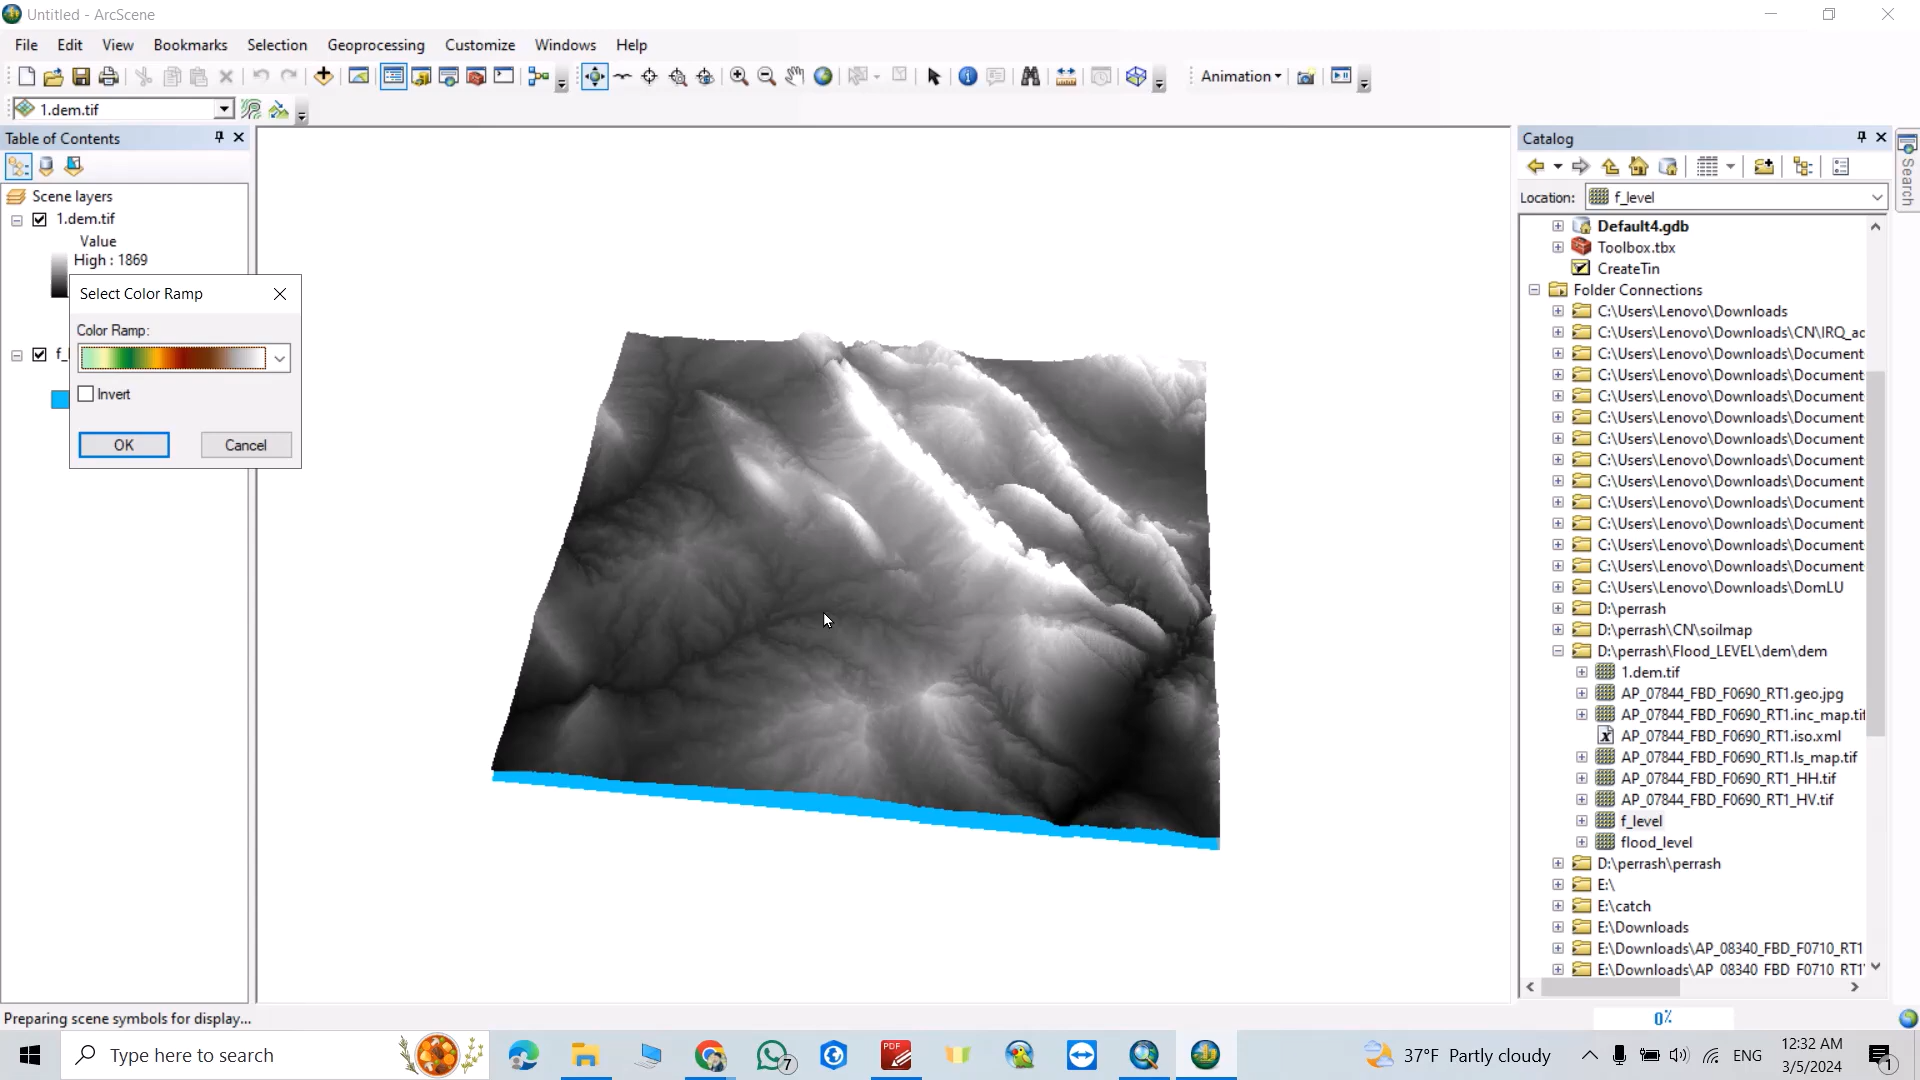 Untitled - ArcScene
File Edit View Bookmarks Selection Geoprocessing Customize Windows Help
Animation
1.dem.tif
Table of Contents
Scene layers
1.dem.tif
Value
High : 1869
Select Color Ramp
Color Ramp:
Invert
OK Cancel
Catalog
Location: f_level
Search
Default4.gdb
Toolbox.tbx
CreateTin
Folder Connections
C:\Users\Lenovo\Downloads
C:\Users\Lenovo\Downloads\CN\IRQ_ac
C:\Users\Lenovo\Downloads\Document
C:\Users\Lenovo\Downloads\Document
C:\Users\Lenovo\Downloads\Document
C:\Users\Lenovo\Downloads\Document
C:\Users\Lenovo\Downloads\Document
C:\Users\Lenovo\Downloads\Document
C:\Users\Lenovo\Downloads\Document
C:\Users\Lenovo\Downloads\Document
C:\Users\Lenovo\Downloads\Document
C:\Users\Lenovo\Downloads\Document
C:\Users\Lenovo\Downloads\Document
C:\Users\Lenovo\Downloads\DomLU
D:\perrash
D:\perrash\CN\soilmap
D:\perrash\Flood_LEVEL\dem\dem
1.dem.tif
AP_07844_FBD_F0690_RT1.geo.jpg
AP_07844_FBD_F0690_RT1.inc_map.tif
AP_07844_FBD_F0690_RT1.iso.xml
AP_07844_FBD_F0690_RT1.ls_map.tif
AP_07844_FBD_F0690_RT1_HH.tif
AP_07844_FBD_F0690_RT1_HV.tif
f_level
flood_level
D:\perrash\perrash
E:\
E:\catch
E:\Downloads
E:\Downloads\AP_08340_FBD_F0710_RT1
E:\Downloads\AP_08340_FBD_F0710_RT1
Preparing scene symbols for display...
0%
Type here to search
PDF
7
37°F Partly cloudy
ENG
12:32 AM
3/5/2024
1